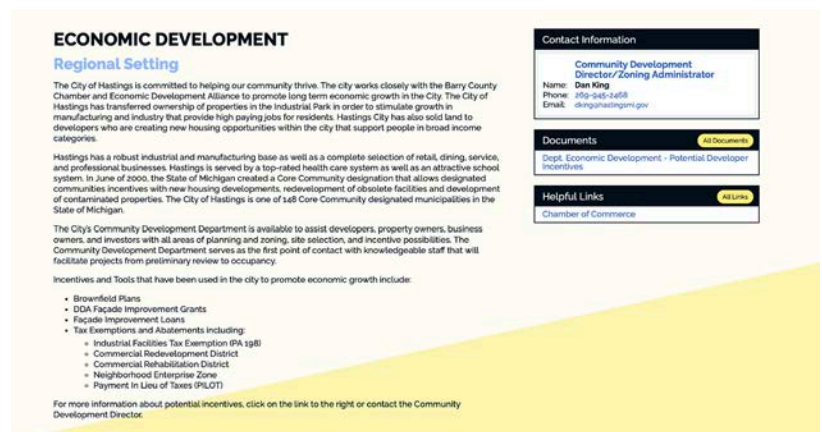 ECONOMIC DEVELOPMENT
Regional Setting
The City of Hastings is committed to helping our community thrive. The city works closely with the Barry County
Chamber and Economic Development Alliance to promote long term economic growth in the City. The City of
Hastings has transferred ownership of properties in the Industrial Park in order to stimulate growth in
manufacturing and industry that provide high paying jobs for residents. Hastings City has also sold land to
developers who are creating new housing opportunities within the city that support people in broad income
categories.
Hastings has a robust industrial and manufacturing base as well as a complete selection of retail, dining, service,
and professional businesses. Hastings is served by a top-rated health care system as well as an attractive school
system. In June of 2000, the State of Michigan created a Core Community designation that allows designated
communities incentives with new housing developments, redevelopment of obsolete facilities and development
of contaminated properties. The City of Hastings is one of 148 Core Community designated municipalities in the
State of Michigan.
The City's Community Development Department is available to assist developers, property owners, business
owners, and investors with all areas of planning and zoning, site selection, and incentive possibilities. The
Community Development Department serves as the first point of contact with knowledgeable staff that will
facilitate projects from preliminary review to occupancy.
Incentives and Tools that have been used in the city to promote economic growth include:
• Brownfield Plans
• DDA Façade Improvement Grants
• Façade Improvement Loans
• Tax Exemptions and Abatements including:
Industrial Facilities Tax Exemption (PA 198)
Commercial Redevelopment District
Commercial Rehabilitation District
Neighborhood Enterprise Zone
Payment In Lieu of Taxes (PILOT)
For more information about potential incentives, click on the link to the right or contact the Community
Development Director.
Contact Information
Community Development
Director/Zoning Administrator
Name: Dan King
Phone: 269-945-2468
Email: dking@hastingsmi.gov
Documents All Documents
Dept. Economic Development - Potential Developer
Incentives
Helpful Links All Links
Chamber of Commerce